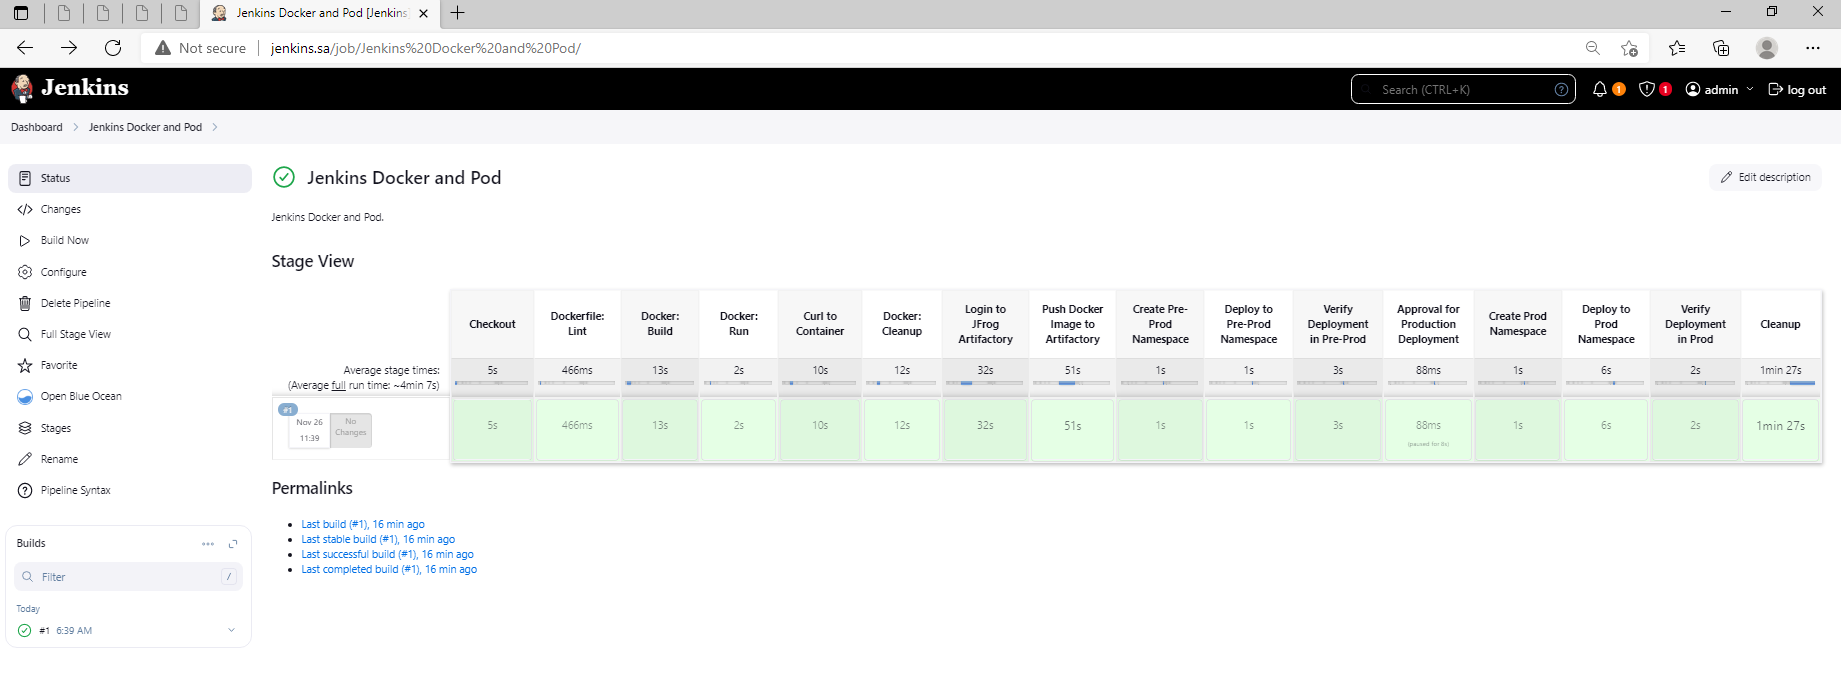 Jenkins Docker and Pod [Jenkins]
Not secure
jenkins.sa/job/Jenkins%20Docker%20and%20Pod/
Jenkins
Search (CTRL+K)
?
1
1
admin
log out
Dashboard
Jenkins Docker and Pod
Status
Changes
Build Now
Configure
Delete Pipeline
Full Stage View
Favorite
Open Blue Ocean
Stages
Rename
Pipeline Syntax
Builds
Filter
/
Today
#1 6:39 AM
Jenkins Docker and Pod
Edit description
Jenkins Docker and Pod.
Stage View
Average stage times:
(Average full run time: ~4min 7s)
Checkout
Dockerfile:
Lint
Docker:
Build
Docker:
Run
Curl to
Container
Docker:
Cleanup
Login to
JFrog
Artifactory
Push Docker
Image to
Artifactory
Create Pre-
Prod
Namespace
Deploy to
Pre-Prod
Namespace
Verify
Deployment
in Pre-Prod
Approval for
Production
Deployment
Create Prod
Namespace
Deploy to
Prod
Namespace
Verify
Deployment
in Prod
Cleanup
5s 466ms 13s 2s 10s 12s 32s 51s 1s 1s 3s 88ms 1s 6s 2s 1min 27s
#1
Nov 26
11:39
No
Changes
5s 466ms 13s 2s 10s 12s 32s 51s 1s 1s 3s 88ms 1s 6s 2s 1min 27s
(paused for 8s)
Permalinks
Last build (#1), 16 min ago
Last stable build (#1), 16 min ago
Last successful build (#1), 16 min ago
Last completed build (#1), 16 min ago